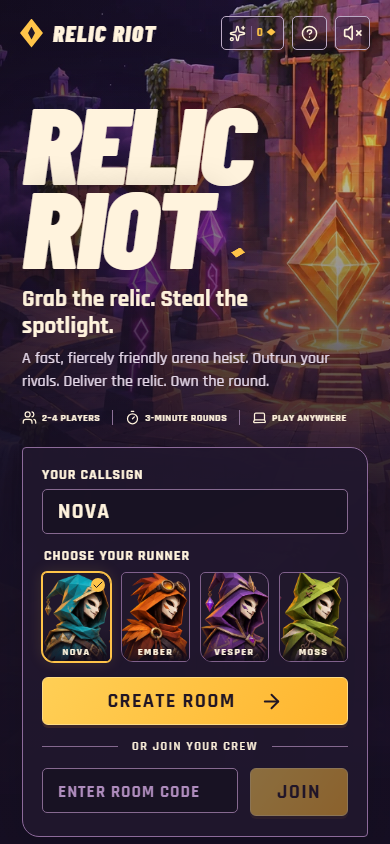 RELIC RIOT
0
RELIC
RIOT
Grab the relic. Steal the
spotlight.
A fast, fiercely friendly arena heist. Outrun your
rivals. Deliver the relic. Own the round.
2–4 PLAYERS
3-MINUTE ROUNDS
PLAY ANYWHERE
YOUR CALLSIGN
NOVA
CHOOSE YOUR RUNNER
NOVA
EMBER
VESPER
MOSS
CREATE ROOM
OR JOIN YOUR CREW
ENTER ROOM CODE
JOIN